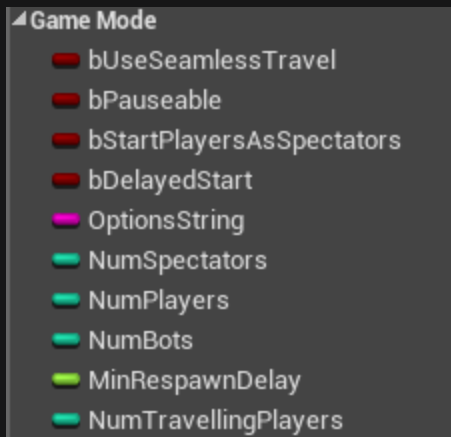 Game Mode
bUseSeamlessTravel
bPauseable
bStartPlayersAsSpectators
bDelayedStart
OptionsString
NumSpectators
NumPlayers
NumBots
MinRespawnDelay
NumTravellingPlayers